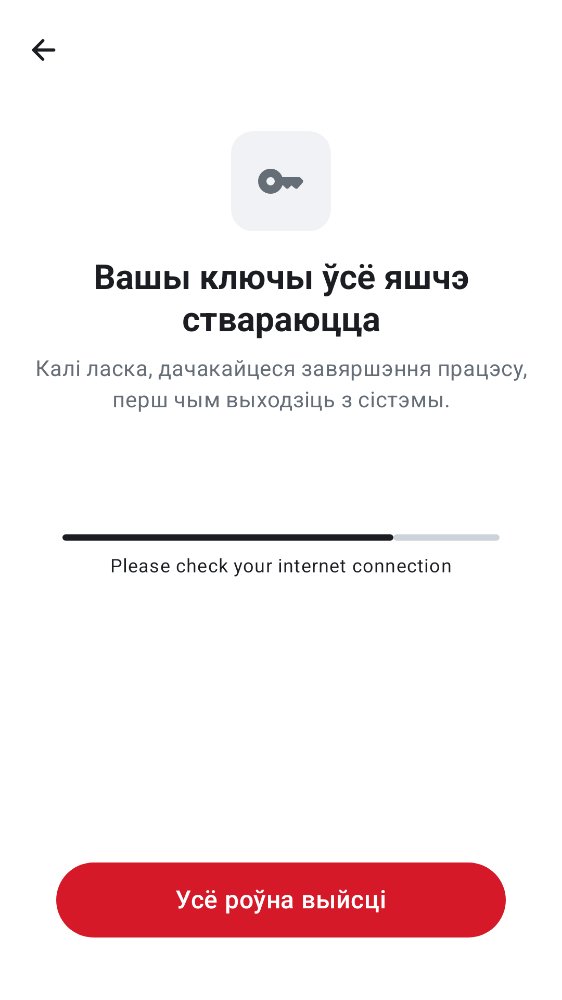 Вашы ключы ўсё яшчэ
ствараюцца
Калі ласка, дачакайцеся завяршэння працэсу,
перш чым выходзіць з сістэмы.
Please check your internet connection
Усё роўна выйсці